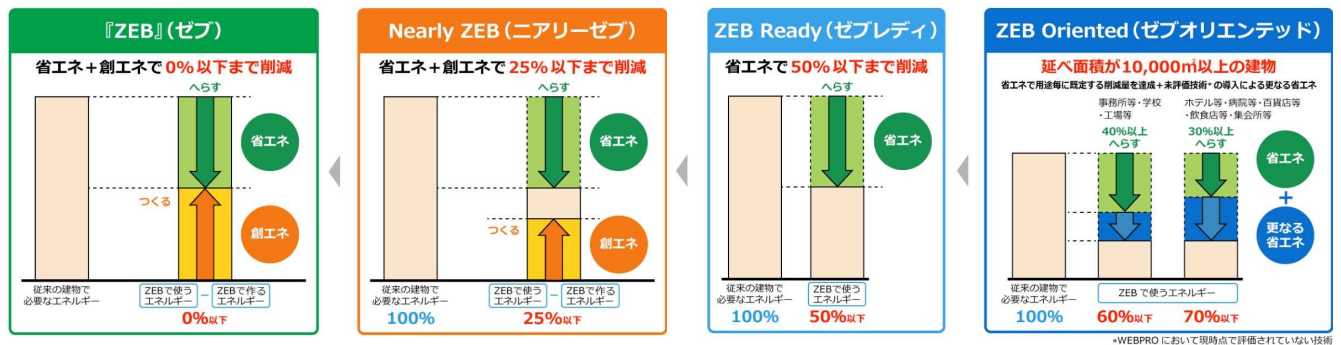 『ZEB』(ゼブ)
省エネ+創エネで0%以下まで削減
へらす
省エネ
つくる
創エネ
従来の建物で
必要なエネルギー
ZEBで使う
エネルギー
−
ZEBで作る
エネルギー
0%以下
Nearly ZEB(ニアリーゼブ)
省エネ+創エネで25%以下まで削減
へらす
省エネ
つくる
創エネ
従来の建物で
必要なエネルギー
100%
ZEBで使う
エネルギー
−
ZEBで作る
エネルギー
25%以下
ZEB Ready(ゼブレディ)
省エネで50%以下まで削減
へらす
省エネ
従来の建物で
必要なエネルギー
100%
ZEBで使う
エネルギー
50%以下
ZEB Oriented(ゼブオリエンテッド)
延べ面積が10,000㎡以上の建物
省エネで用途毎に既定する削減量を達成+未評価技術*の導入による更なる省エネ
事務所等・学校
・工場等
40%以上
へらす
ホテル等・病院等・百貨店等
・飲食店等・集会所等
30%以上
へらす
省エネ
+
更なる
省エネ
従来の建物で
必要なエネルギー
100%
ZEBで使うエネルギー
60%以下
70%以下
*WEBPROにおいて現時点で評価されていない技術